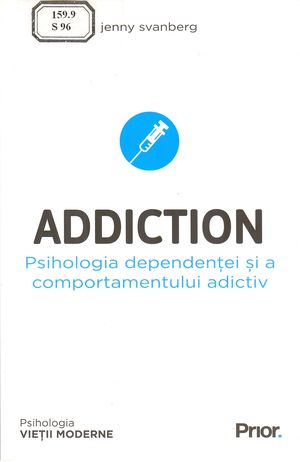 159.9
S 96
jenny svanberg
ADDICTION
Psihologia dependenței și a
comportamentului adictiv
Psihologia
VIEȚII MODERNE
Prior.